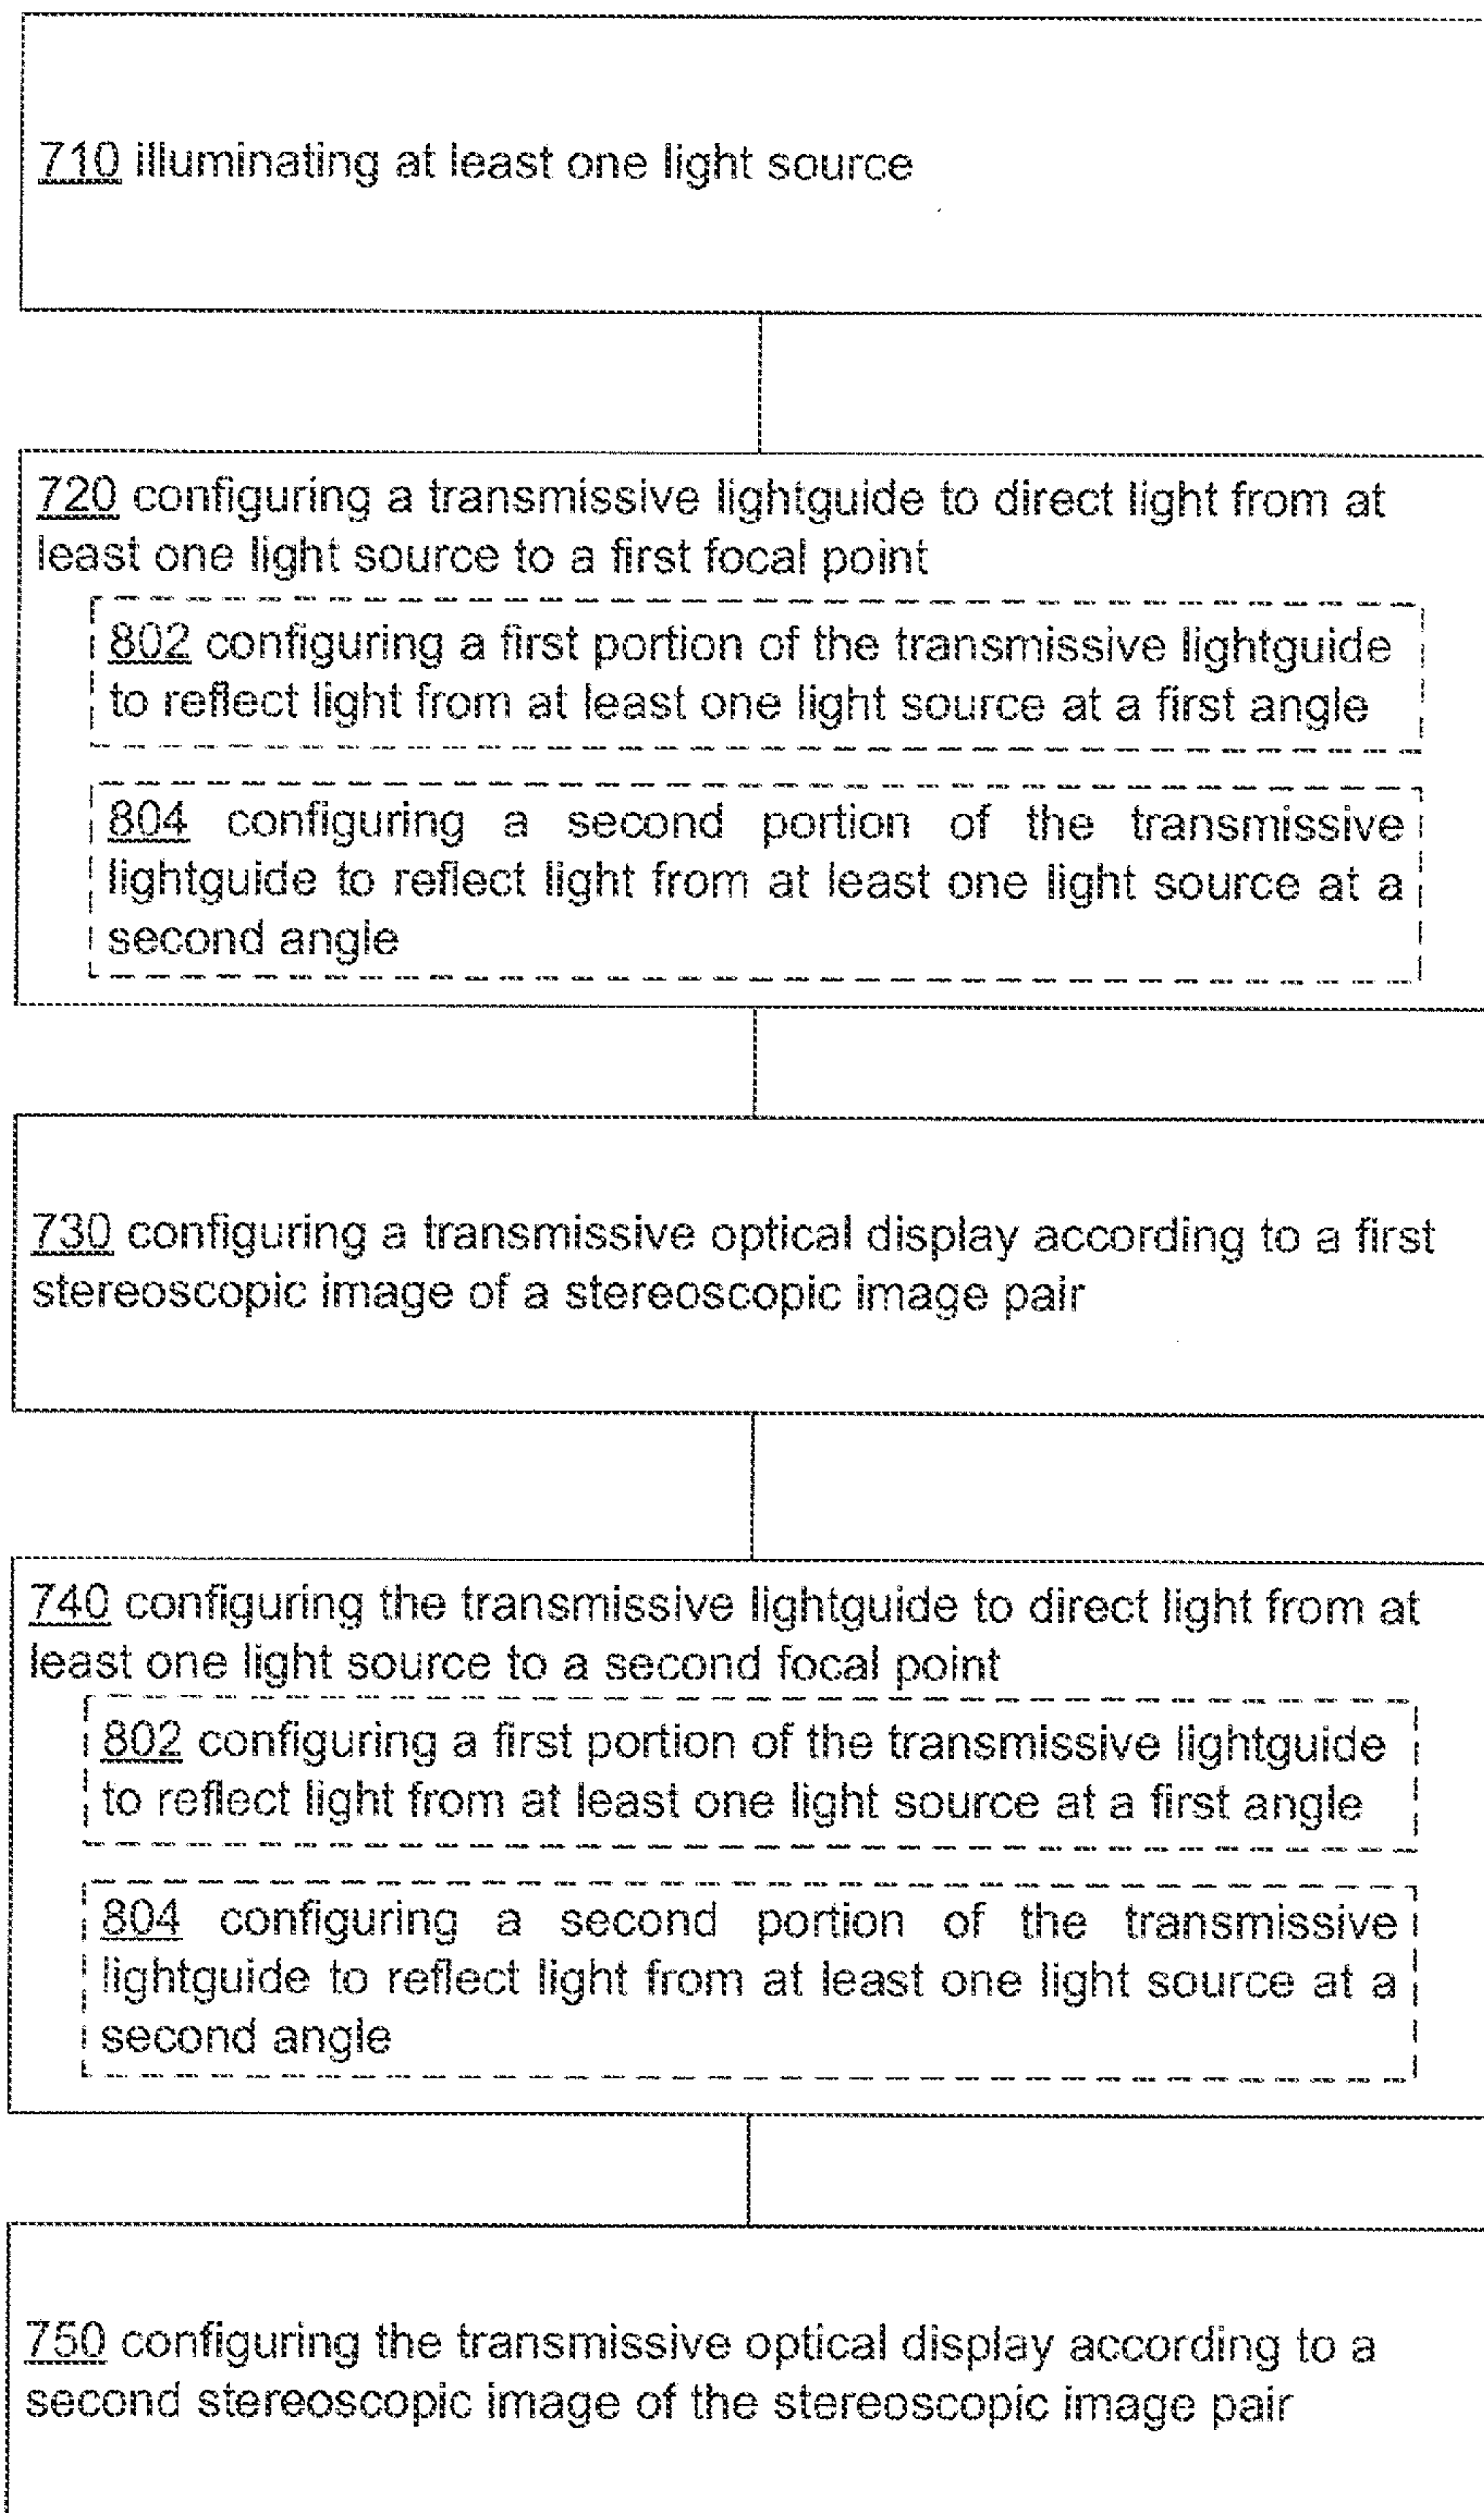 710 illuminating at least one light source
720 configuring a transmissive lightguide to direct light from at
least one light source to a first focal point
802 configuring a first portion of the transmissive lightguide
to reflect light from at least one light source at a first angle
804 configuring a second portion of the transmissive
lightguide to reflect light from at least one light source at a
second angle
730 configuring a transmissive optical display according to a first
stereoscopic image of a stereoscopic image pair
740 configuring the transmissive lightguide to direct light from at
least one light source to a second focal point
802 configuring a first portion of the transmissive lightguide
to reflect light from at least one light source at a first angle
804 configuring a second portion of the transmissive
lightguide to reflect light from at least one light source at a
second angle
750 configuring the transmissive optical display according to a
second stereoscopic image of the stereoscopic image pair